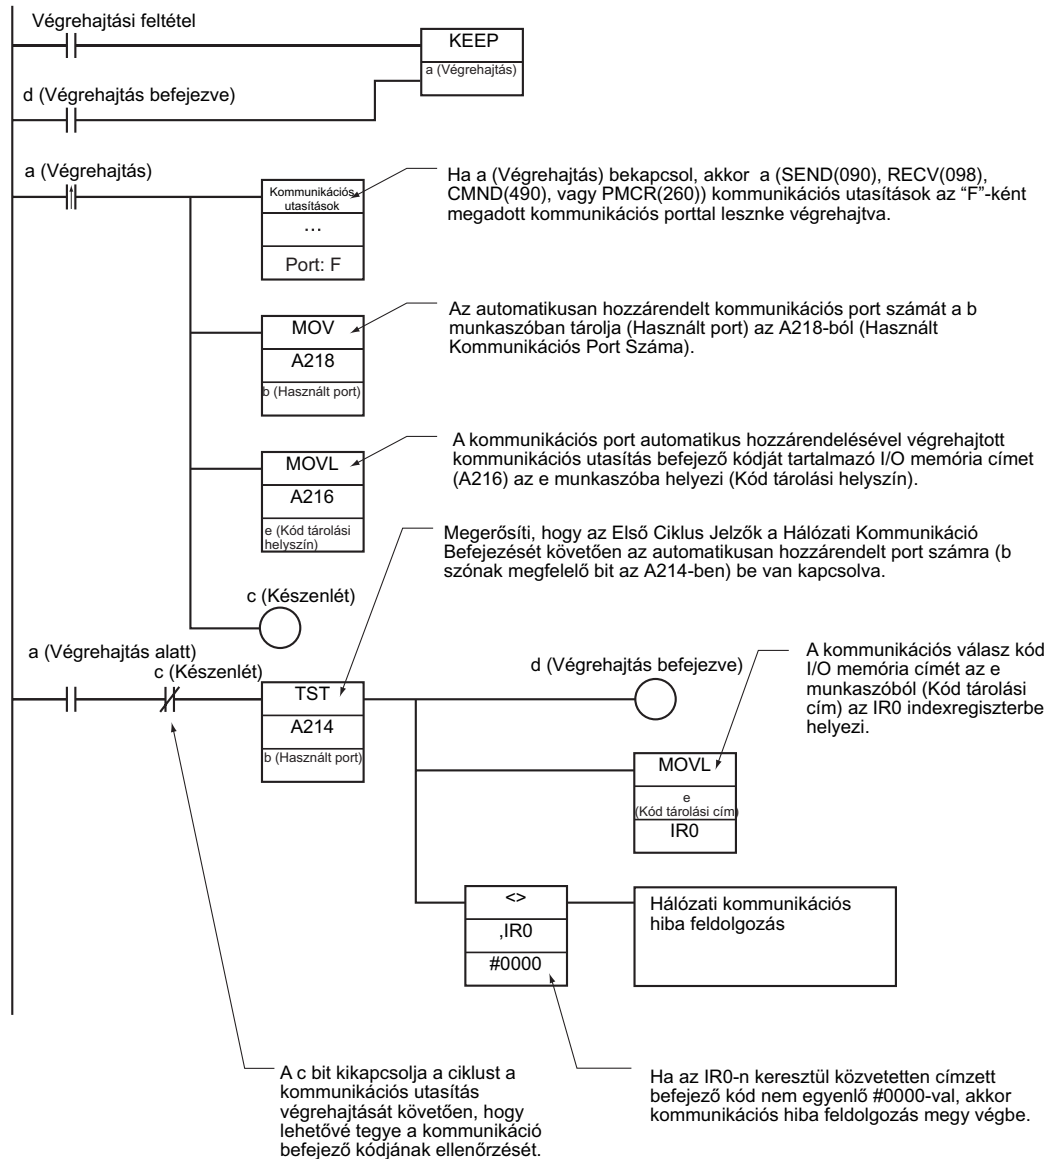 Végrehajtási feltétel
KEEP
a (Végrehajtás)
d (Végrehajtás befejezve)
a (Végrehajtás)
Kommunikációs
utasítások
...
Port: F
Ha a (Végrehajtás) bekapcsol, akkor a (SEND(090), RECV(098),
CMND(490), vagy PMCR(260)) kommunikációs utasítások az “F”-ként
megadott kommunikációs porttal lesznke végrehajtva.
MOV
A218
b (Használt port)
Az automatikusan hozzárendelt kommunikációs port számát a b
munkaszóban tárolja (Használt port) az A218-ból (Használt
Kommunikációs Port Száma).
MOVL
A216
e (Kód tárolási
helyszín)
A kommunikációs port automatikus hozzárendelésével végrehajtott
kommunikációs utasítás befejező kódját tartalmazó I/O memória címet
(A216) az e munkaszóba helyezi (Kód tárolási helyszín).
Megerősíti, hogy az Első Ciklus Jelzők a Hálózati Kommunikáció
Befejezését követően az automatikusan hozzárendelt port számra (b
szónak megfelelő bit az A214-ben) be van kapcsolva.
c (Készenlét)
a (Végrehajtás alatt)
c (Készenlét)
TST
A214
b (Használt port)
d (Végrehajtás befejezve)
A kommunikációs válasz kód
I/O memória címét az e
munkaszóból (Kód tárolási
cím) az IR0 indexregiszterbe
helyezi.
MOVL
e
(Kód tárolási cím)
IR0
<>
,IR0
#0000
Hálózati kommunikációs
hiba feldolgozás
A c bit kikapcsolja a ciklust a
kommunikációs utasítás
végrehajtását követően, hogy
lehetővé tegye a kommunikáció
befejező kódjának ellenőrzését.
Ha az IR0-n keresztül közvetetten címzett
befejező kód nem egyenlő #0000-val, akkor
kommunikációs hiba feldolgozás megy végbe.